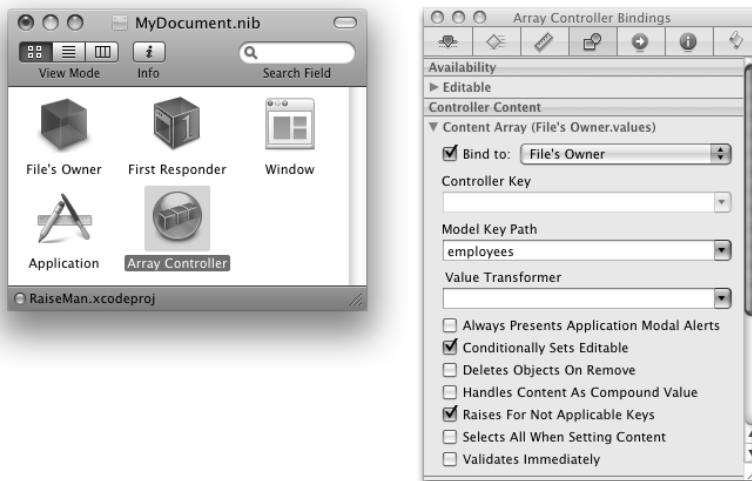 MyDocument.nib
View Mode
Info
Search Field
File's Owner
First Responder
1
Window
Application
Array Controller
RaiseMan.xcodeproj
Array Controller Bindings
Availability
Editable
Controller Content
Content Array (File's Owner.values)
Bind to: File's Owner
Controller Key
Model Key Path
employees
Value Transformer
Always Presents Application Modal Alerts
Conditionally Sets Editable
Deletes Objects On Remove
Handles Content As Compound Value
Raises For Not Applicable Keys
Selects All When Setting Content
Validates Immediately